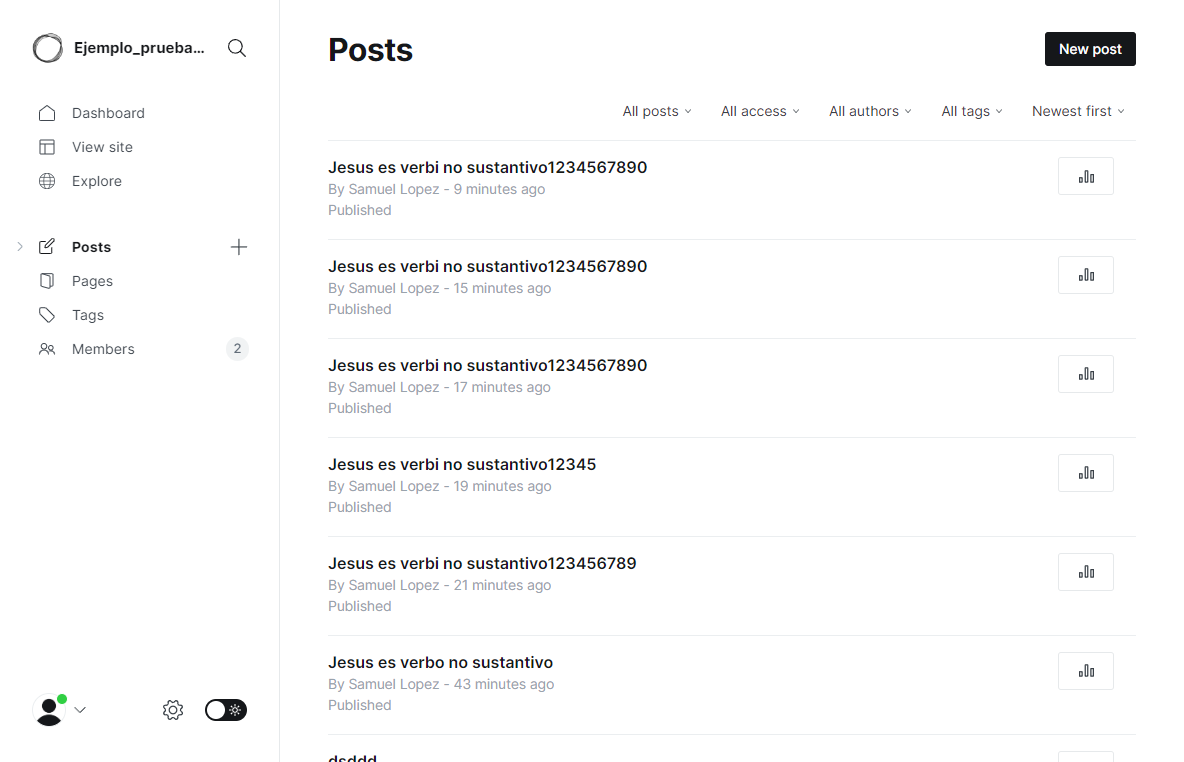 Ejemplo_prueba...
Dashboard
View site
Explore
Posts
Pages
Tags
Members 2
Posts
New post
All posts All access All authors All tags Newest first
Jesus es verbi no sustantivo1234567890
By Samuel Lopez - 9 minutes ago
Published
Jesus es verbi no sustantivo1234567890
By Samuel Lopez - 15 minutes ago
Published
Jesus es verbi no sustantivo1234567890
By Samuel Lopez - 17 minutes ago
Published
Jesus es verbi no sustantivo12345
By Samuel Lopez - 19 minutes ago
Published
Jesus es verbi no sustantivo123456789
By Samuel Lopez - 21 minutes ago
Published
Jesus es verbo no sustantivo
By Samuel Lopez - 43 minutes ago
Published
dsddd